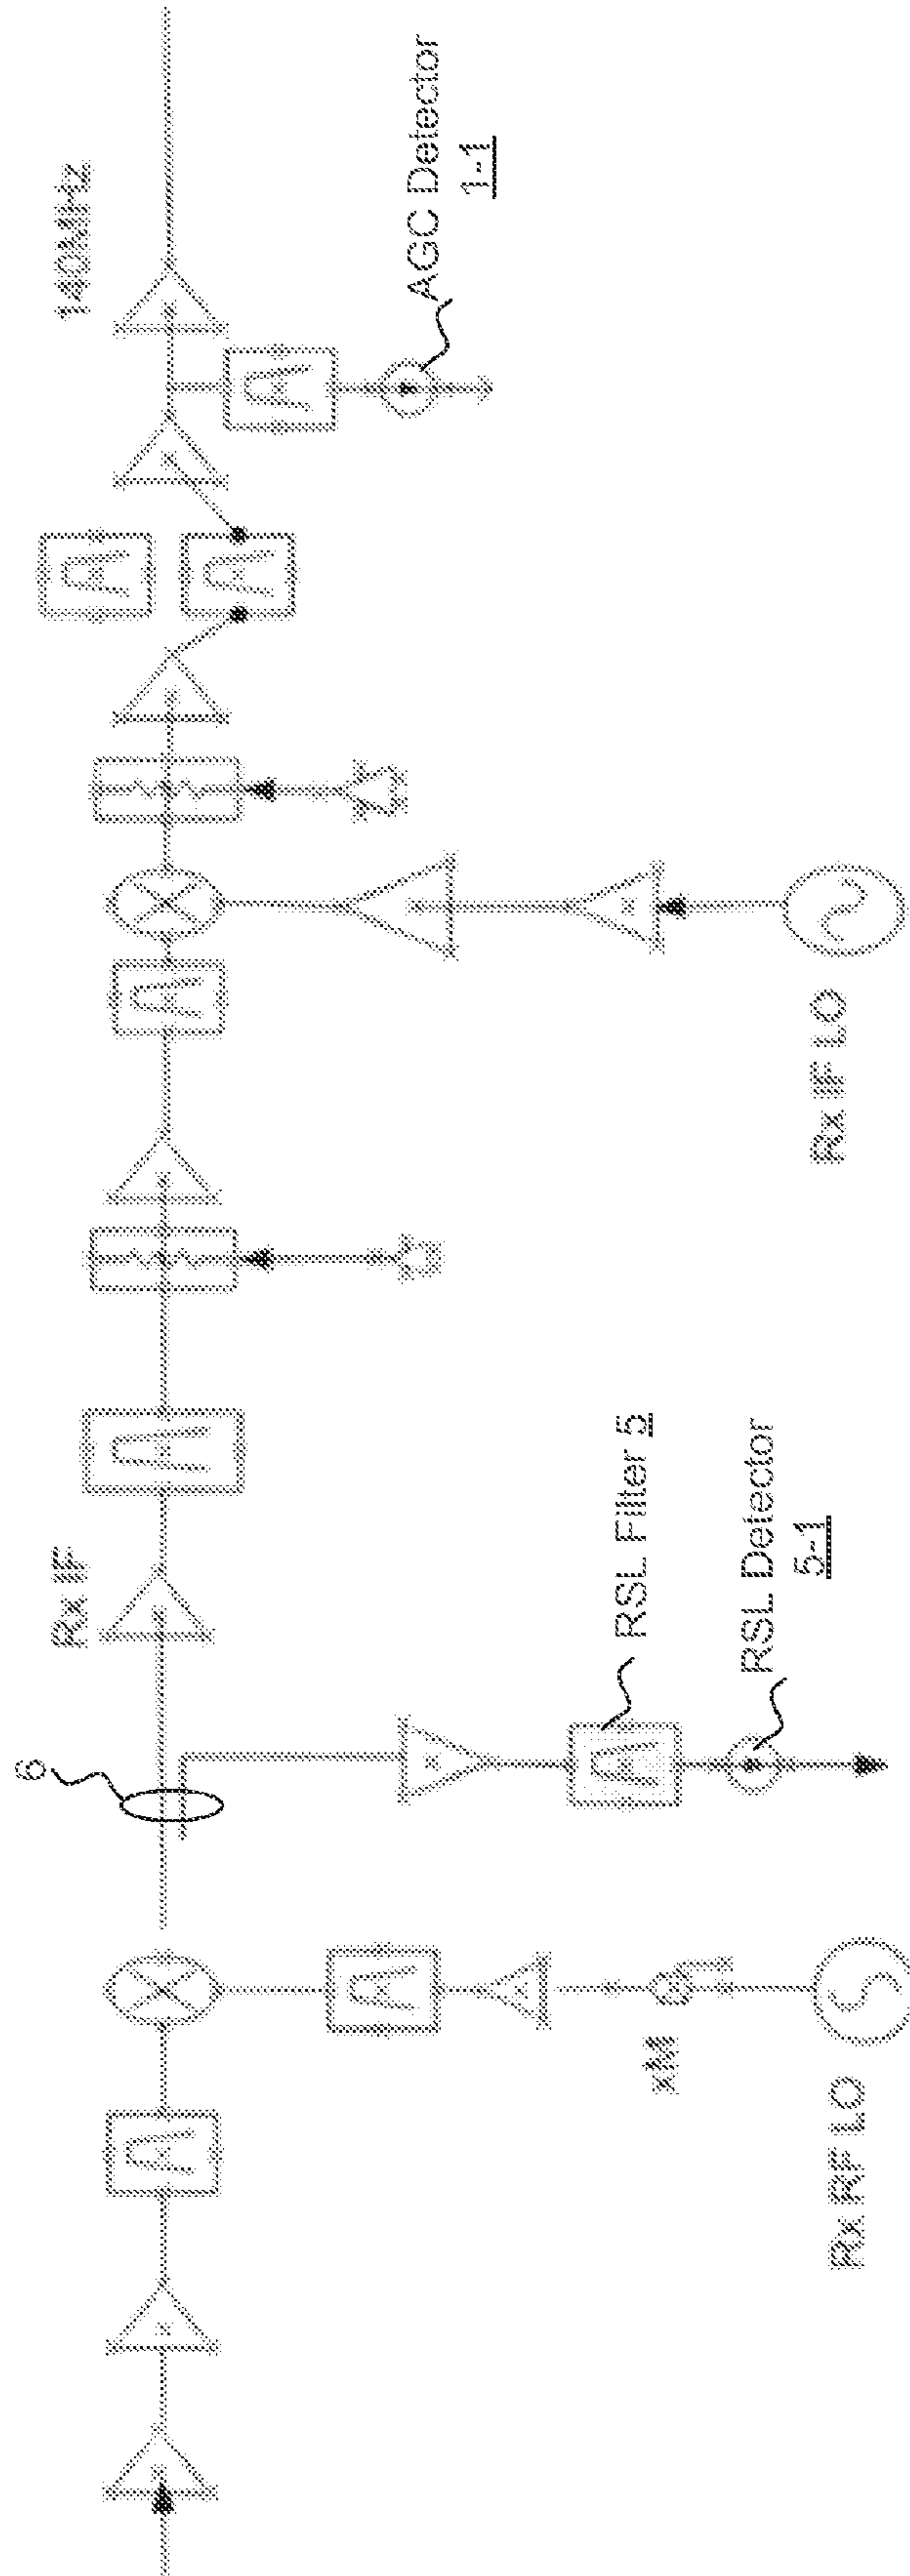 6
Rx IF
140MHz
AGC Detector
1-1
RSL Filter 5
RSL Detector
5-1
xM
Rx RF LO
Rx IF LO